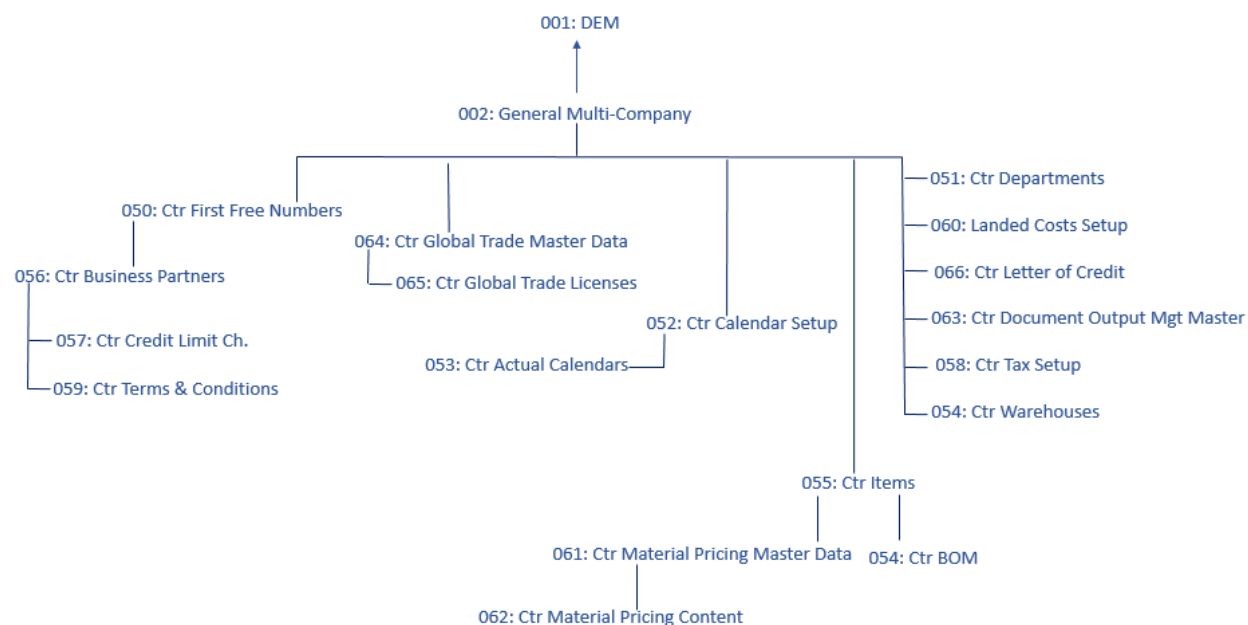 001: DEM
002: General Multi-Company
051: Ctr Departments
050: Ctr First Free Numbers
060: Landed Costs Setup
064: Ctr Global Trade Master Data
066: Ctr Letter of Credit
056: Ctr Business Partners
065: Ctr Global Trade Licenses
063: Ctr Document Output Mgt Master
052: Ctr Calendar Setup
057: Ctr Credit Limit Ch.
053: Ctr Actual Calendars
058: Ctr Tax Setup
059: Ctr Terms & Conditions
054: Ctr Warehouses
055: Ctr Items
061: Ctr Material Pricing Master Data
054: Ctr BOM
062: Ctr Material Pricing Content